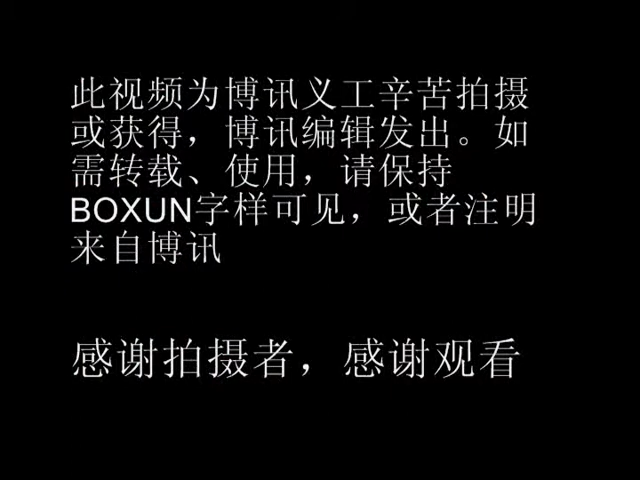 此视频为博讯义工辛苦拍摄
或获得，博讯编辑发出。如
需转载、使用，请保持
BOXUN字样可见，或者注明
来自博讯
感谢拍摄者，感谢观看